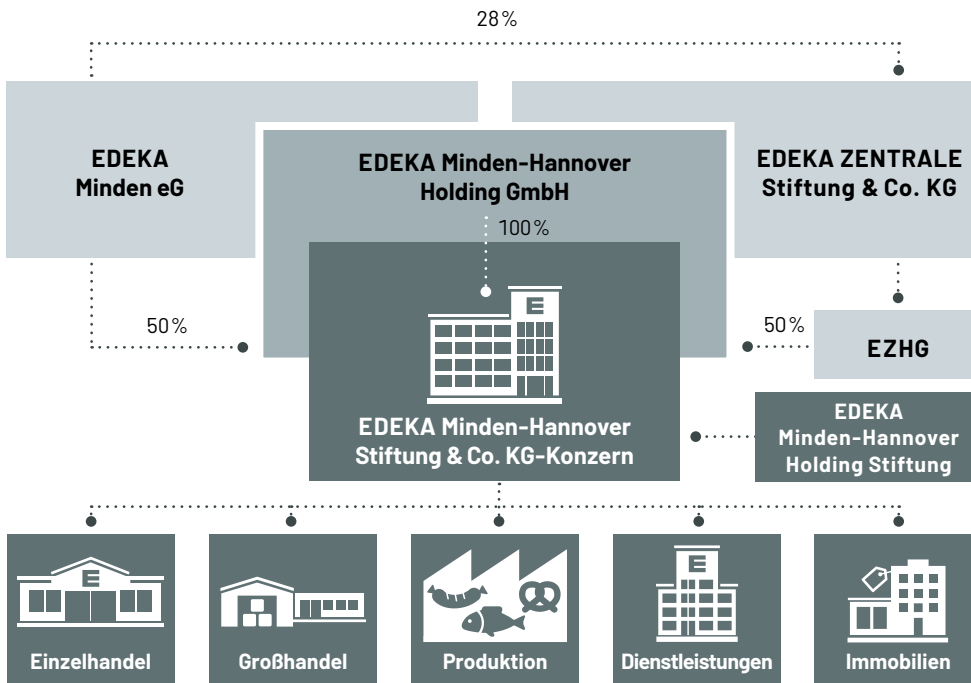 28 %
EDEKA
Minden eG
EDEKA Minden-Hannover
Holding GmbH
EDEKA ZENTRALE
Stiftung & Co. KG
100 %
E
50 %
50 %
EZHG
EDEKA Minden-Hannover
Stiftung & Co. KG-Konzern
EDEKA
Minden-Hannover
Holding Stiftung
E
E
Einzelhandel
Großhandel
Produktion
Dienstleistungen
Immobilien